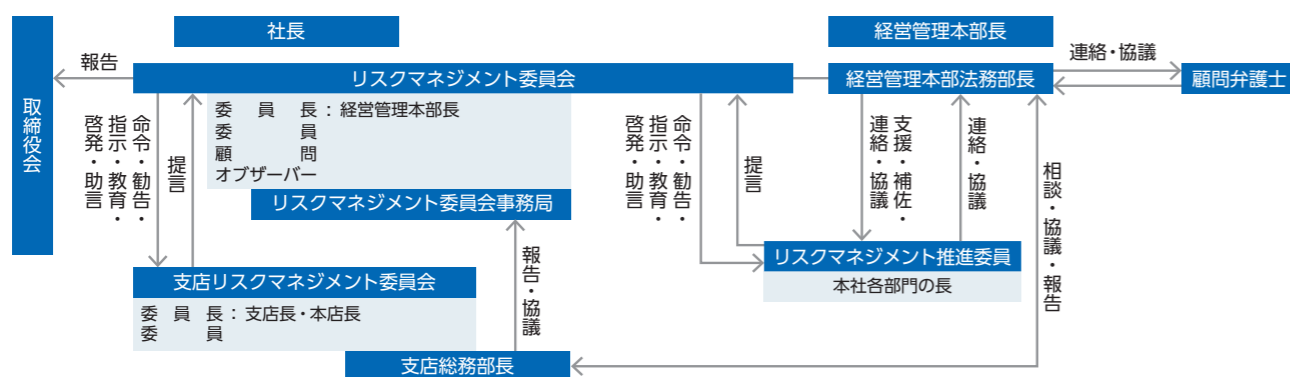 社長
経営管理本部長
報告
リスクマネジメント委員会
経営管理本部法務部長
連絡・協議
顧問弁護士
取締役会
委員長：経営管理本部長
委員
顧問
オブザーバー
リスクマネジメント委員会事務局
命令・勧告・
指示・教育・
啓発・助言
提言
命令・勧告・
指示・教育・
啓発・助言
提言
支援・補佐・
連絡・協議
連絡・協議
相談・協議・報告
リスクマネジメント推進委員
本社各部門の長
支店リスクマネジメント委員会
委員長：支店長・本店長
委員
報告・協議
支店総務部長